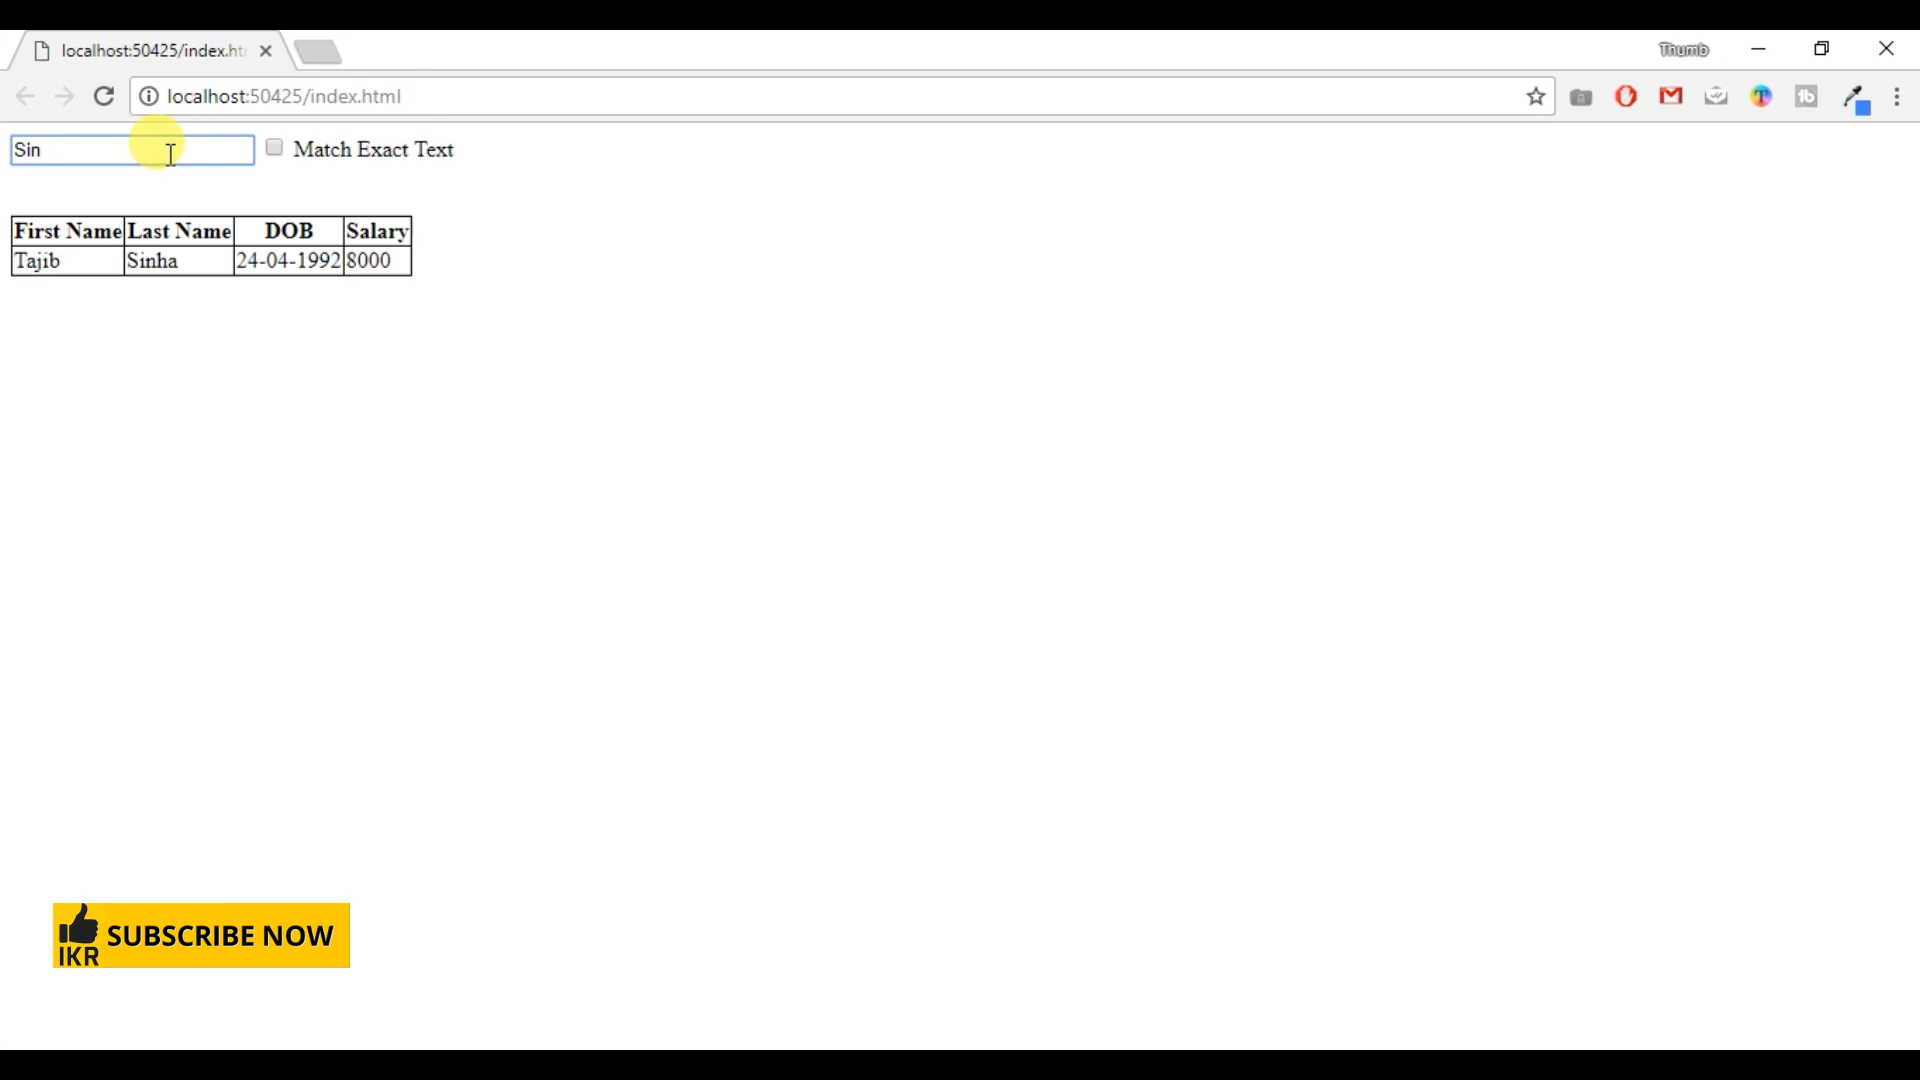 localhost:50425/index.ht
Thumb
localhost:50425/index.html
Sin
Match Exact Text
First Name Last Name DOB Salary
Tajib Sinha 24-04-1992 8000
IKR SUBSCRIBE NOW